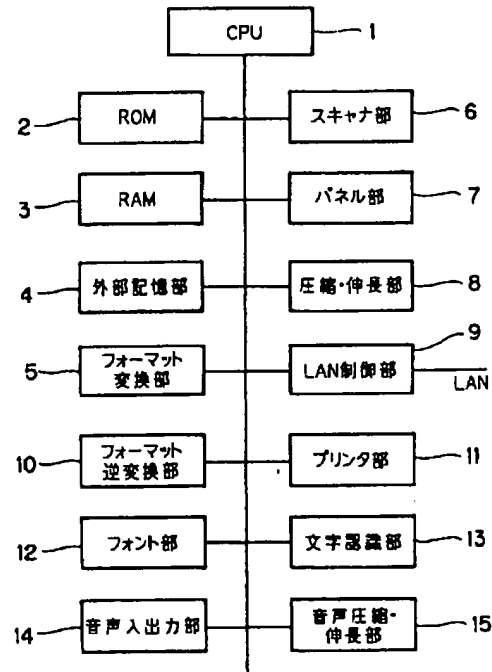 CPU
1
2
ROM
スキャナ部
6
3
RAM
パネル部
7
4
外部記憶部
圧縮・伸長部
8
5
フォーマット
変換部
LAN制御部
9
LAN
10
フォーマット
逆変換部
プリンタ部
11
12
フォント部
文字認識部
13
14
音声入出力部
音声圧縮・
伸長部
15